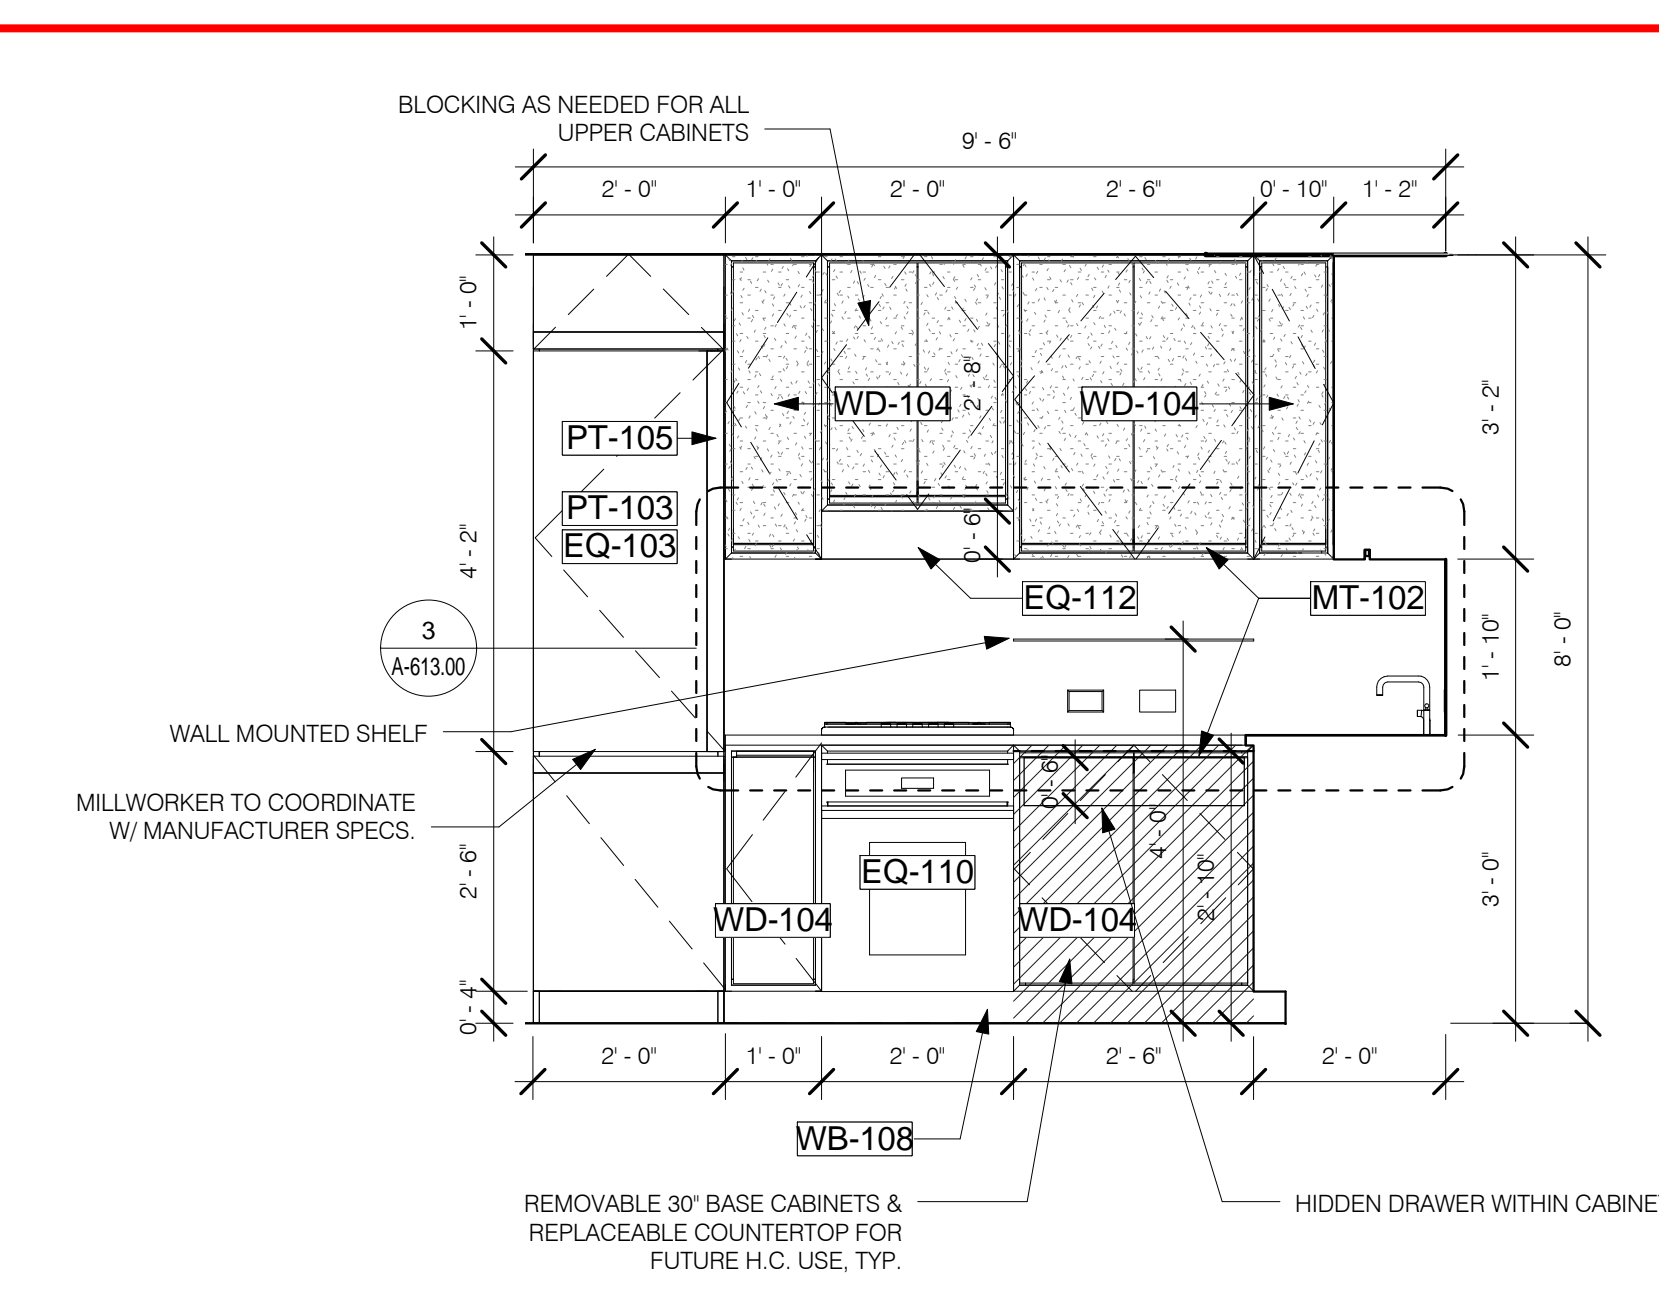 BLOCKING AS NEEDED FOR ALL
UPPER CABINETS
9' - 6"
2' - 0"
1' - 0"
2' - 0"
2' - 6"
0' - 10"
1' - 2"
1' - 0"
4' - 2"
2' - 6"
0' - 4"
PT-105
PT-103
EQ-103
WD-104
2' - 8"
WD-104
0' - 6"
EQ-112
MT-102
3' - 2"
1' - 10"
8' - 0"
3' - 0"
3
A-613.00
WALL MOUNTED SHELF
MILLWORKER TO COORDINATE
W/ MANUFACTURER SPECS.
0' - 6"
4' - 0"
2' - 10"
EQ-110
WD-104
WD-104
2' - 0"
1' - 0"
2' - 0"
2' - 6"
2' - 0"
WB-108
REMOVABLE 30" BASE CABINETS &
REPLACEABLE COUNTERTOP FOR
FUTURE H.C. USE, TYP.
HIDDEN DRAWER WITHIN